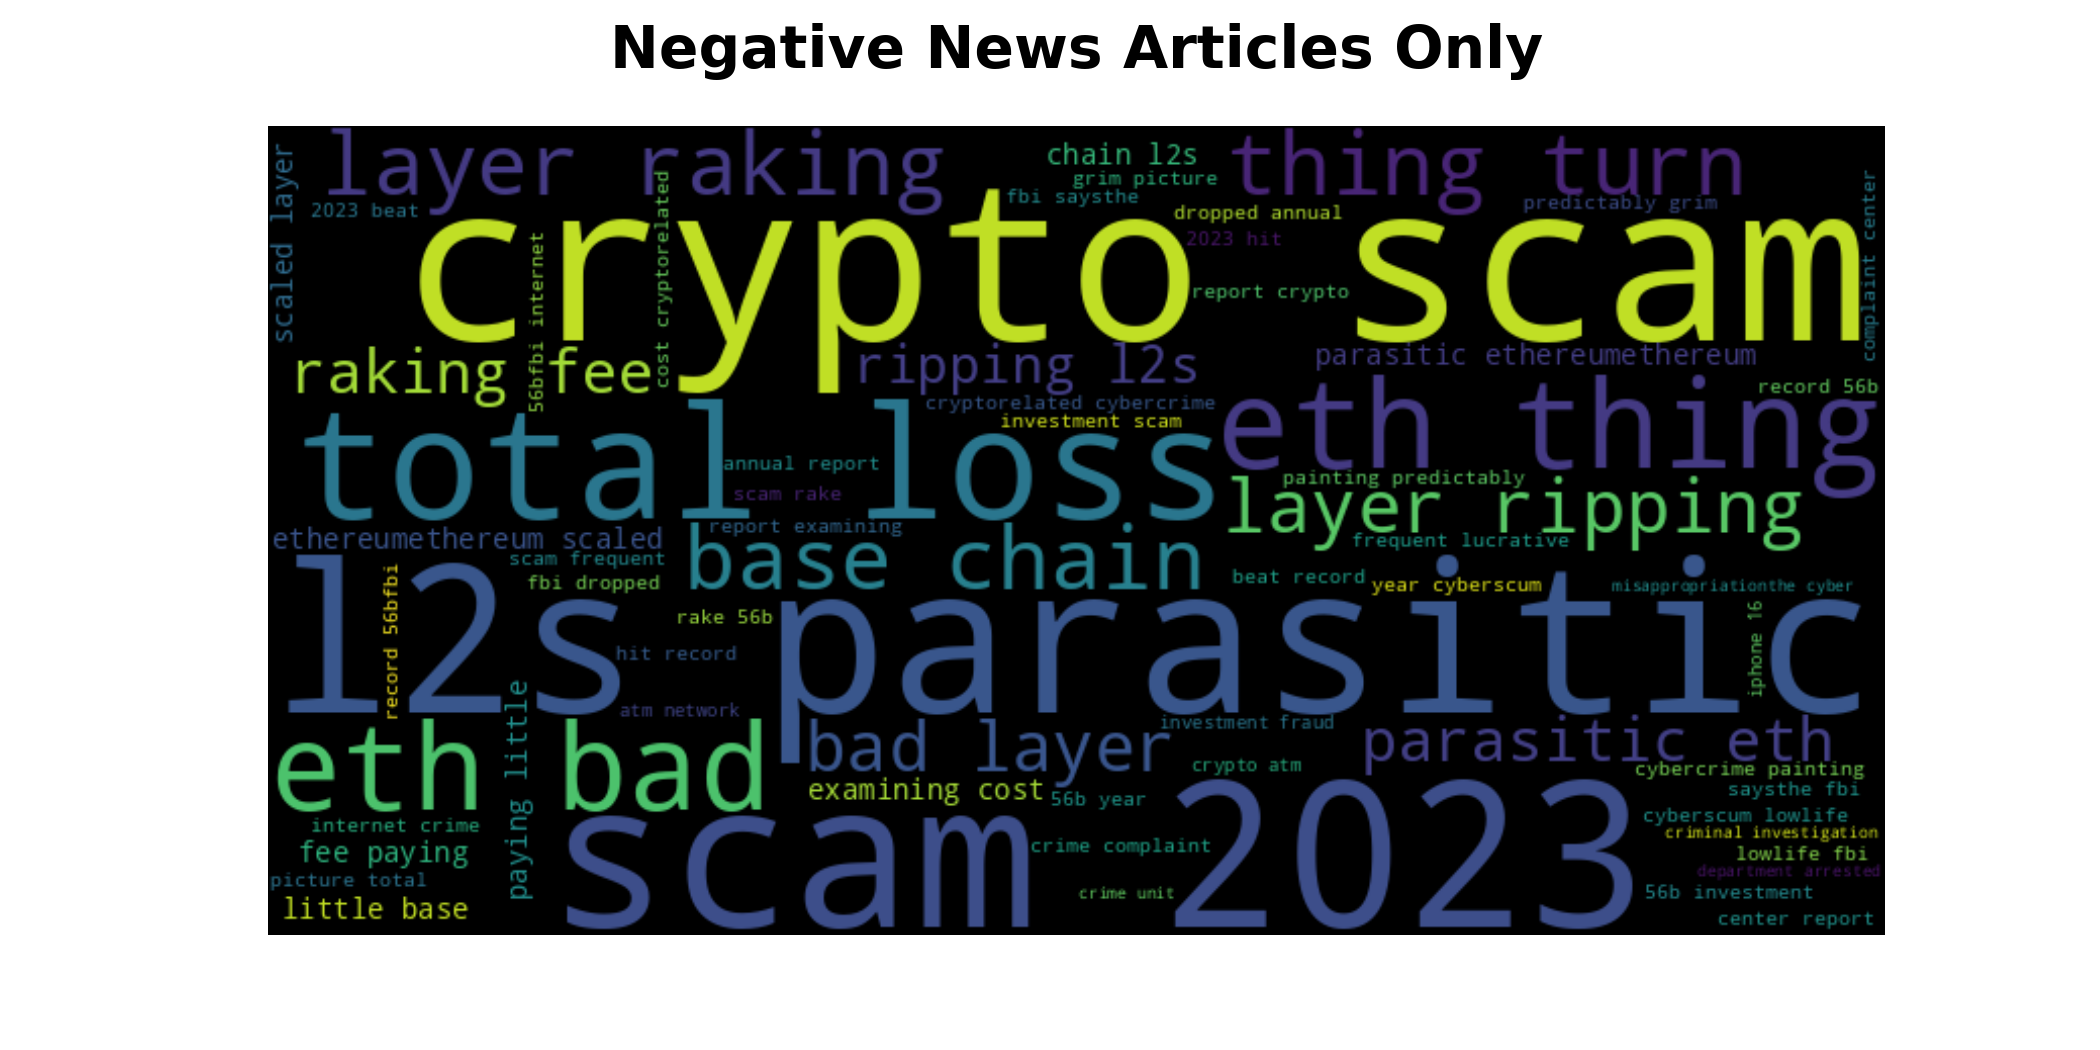 Negative News Articles Only
scaled layer
layer raking
chain l2s
thing turn
grim picture
2023 beat
fbi saysthe
predictably grim
dropped annual
complaint center
cost cryptorelated
2023 hit
crypto scam
56bfbi internet
report crypto
raking fee
ripping l2s
parasitic ethereumethereum
record 56b
cryptorelated cybercrime
investment scam
eth thing
total loss
annual report
painting predictably
scam rake
layer ripping
report examining
ethereumethereum scaled
base chain
frequent lucrative
scam frequent
fbi dropped
beat record
year cyberscum
misappropriationthe cyber
record 56bfbi
rake 56b
iphone 16
l2s parasitic
hit record
atm network
investment fraud
paying little
eth bad
bad layer
parasitic eth
crypto atm
cybercrime painting
examining cost
56b year
saysthe fbi
cyberscum lowlife
internet crime
scam 2023
criminal investigation
fee paying
crime complaint
lowlife fbi
department arrested
picture total
crime unit
56b investment
little base
center report